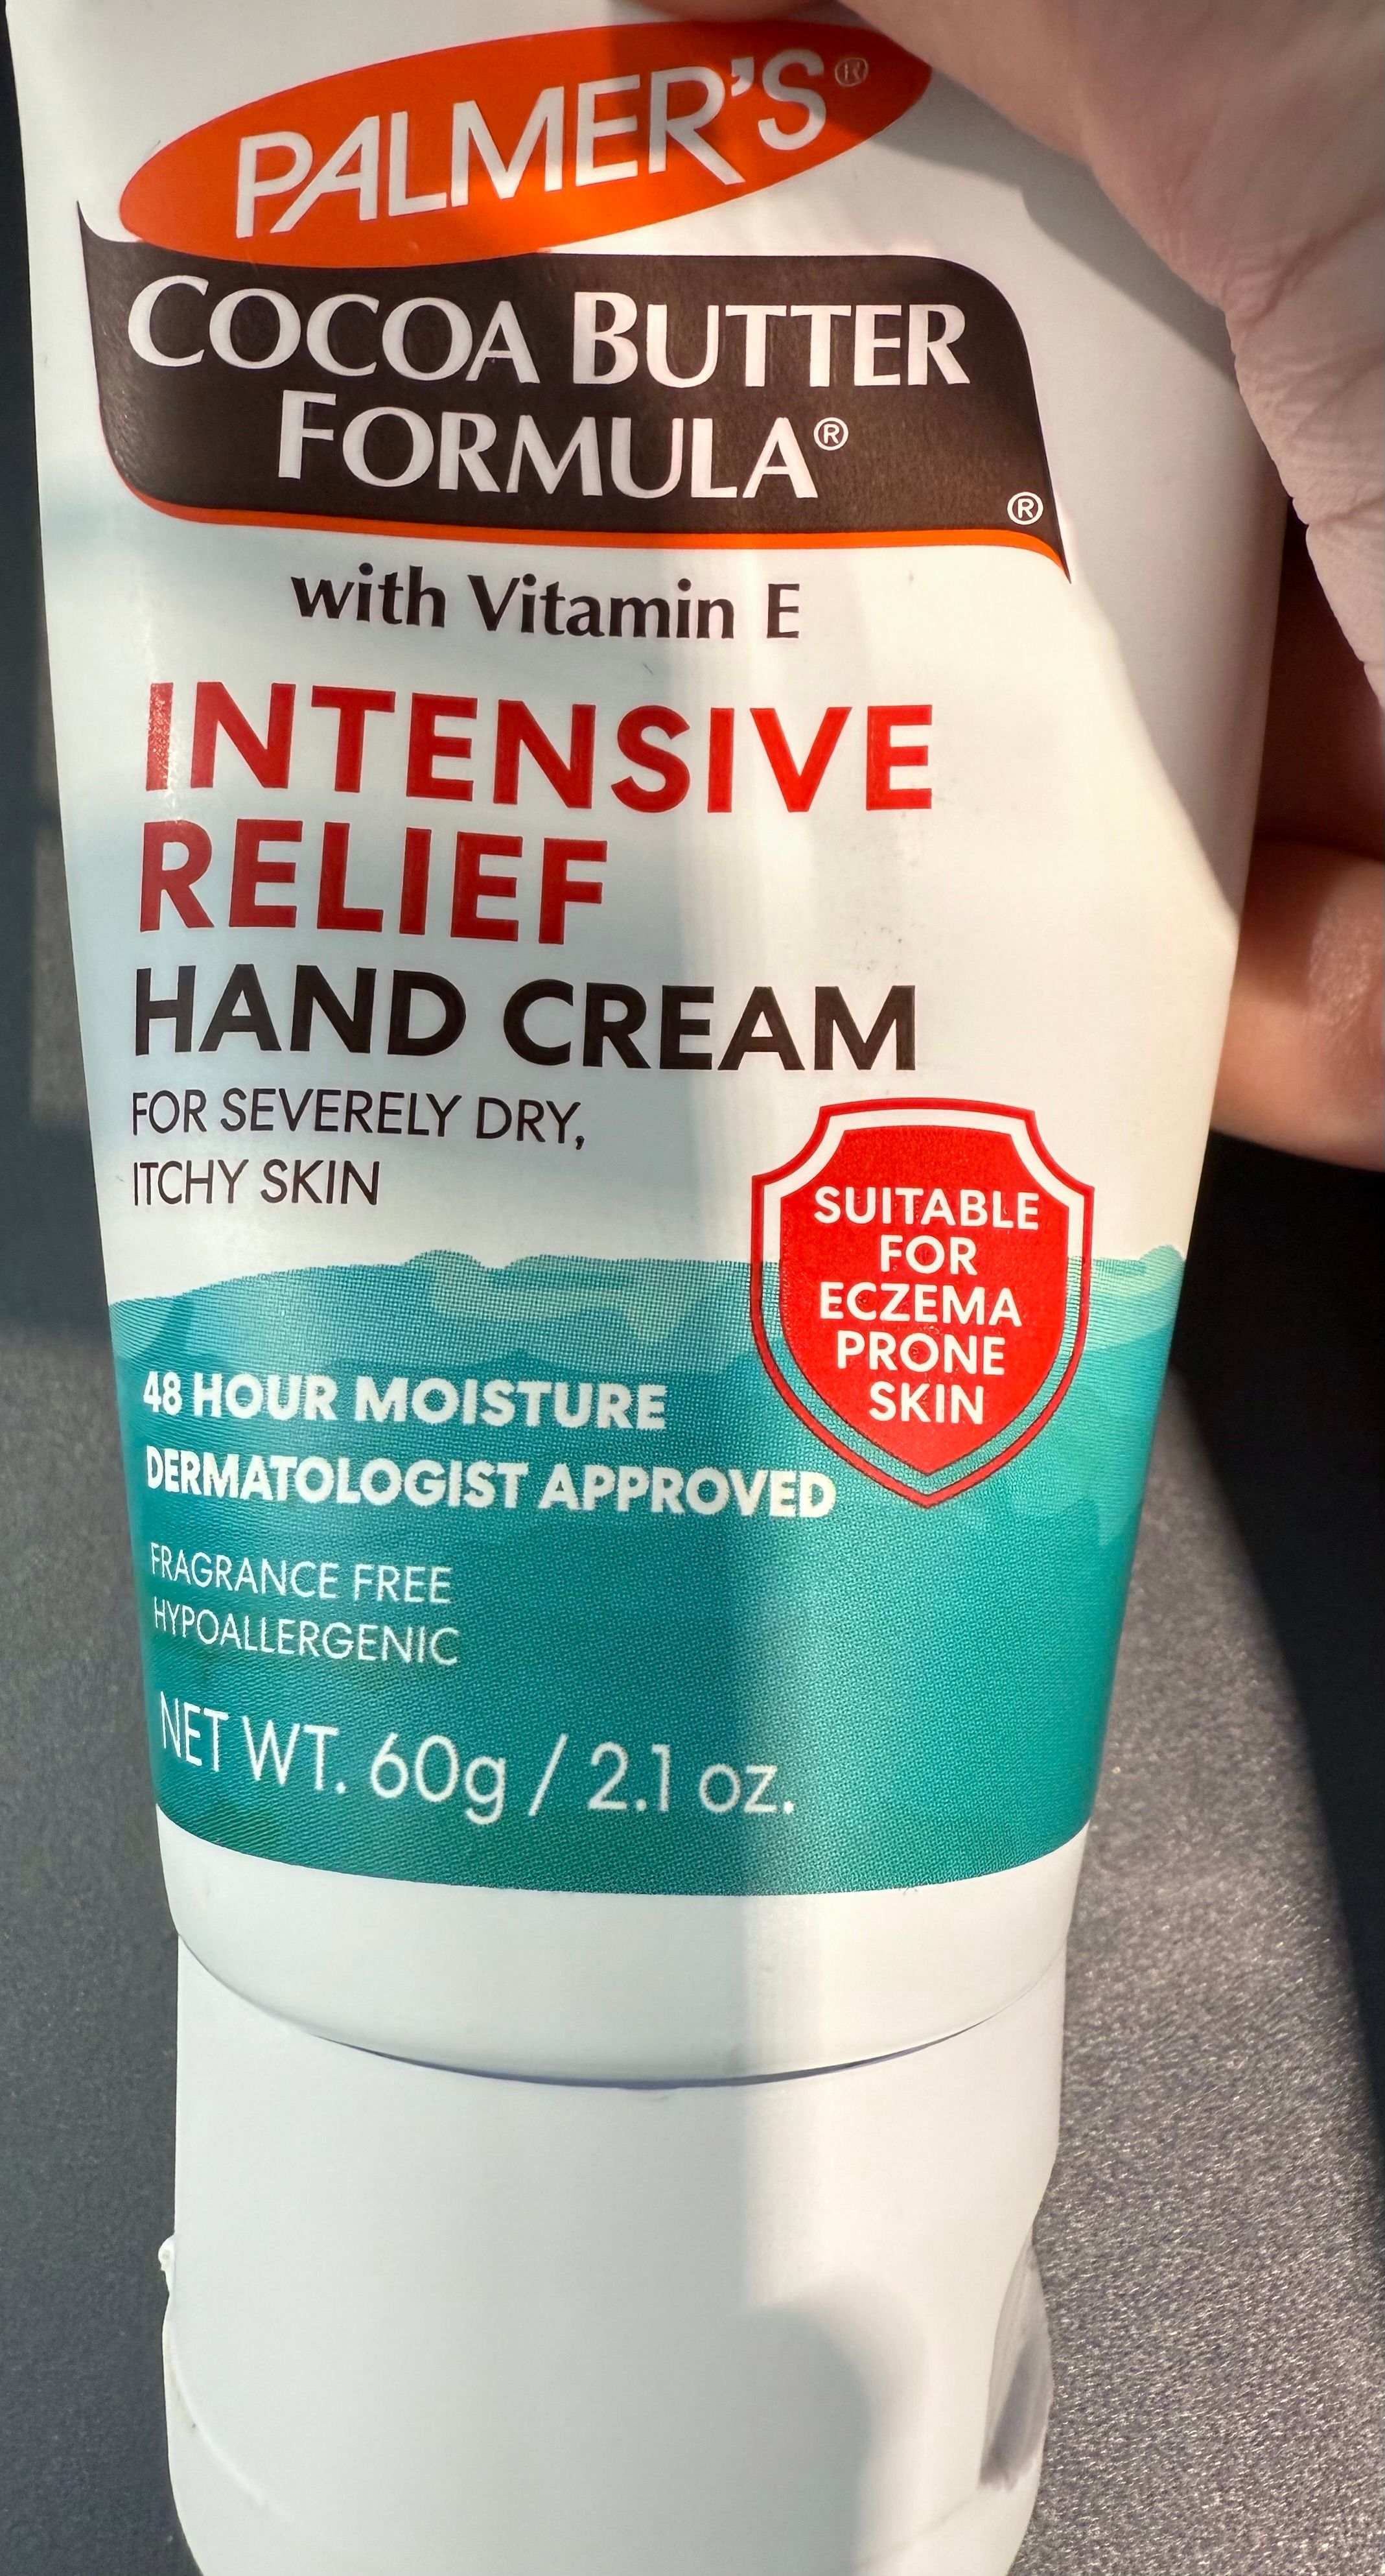 PALMER'S®
COCOA BUTTER
FORMULA®
®
with Vitamin E
INTENSIVE
RELIEF
HAND CREAM
FOR SEVERELY DRY,
ITCHY SKIN
SUITABLE
FOR
ECZEMA
PRONE
SKIN
48 HOUR MOISTURE
DERMATOLOGIST APPROVED
FRAGRANCE FREE
HYPOALLERGENIC
NET WT. 60g / 2.1 oz.